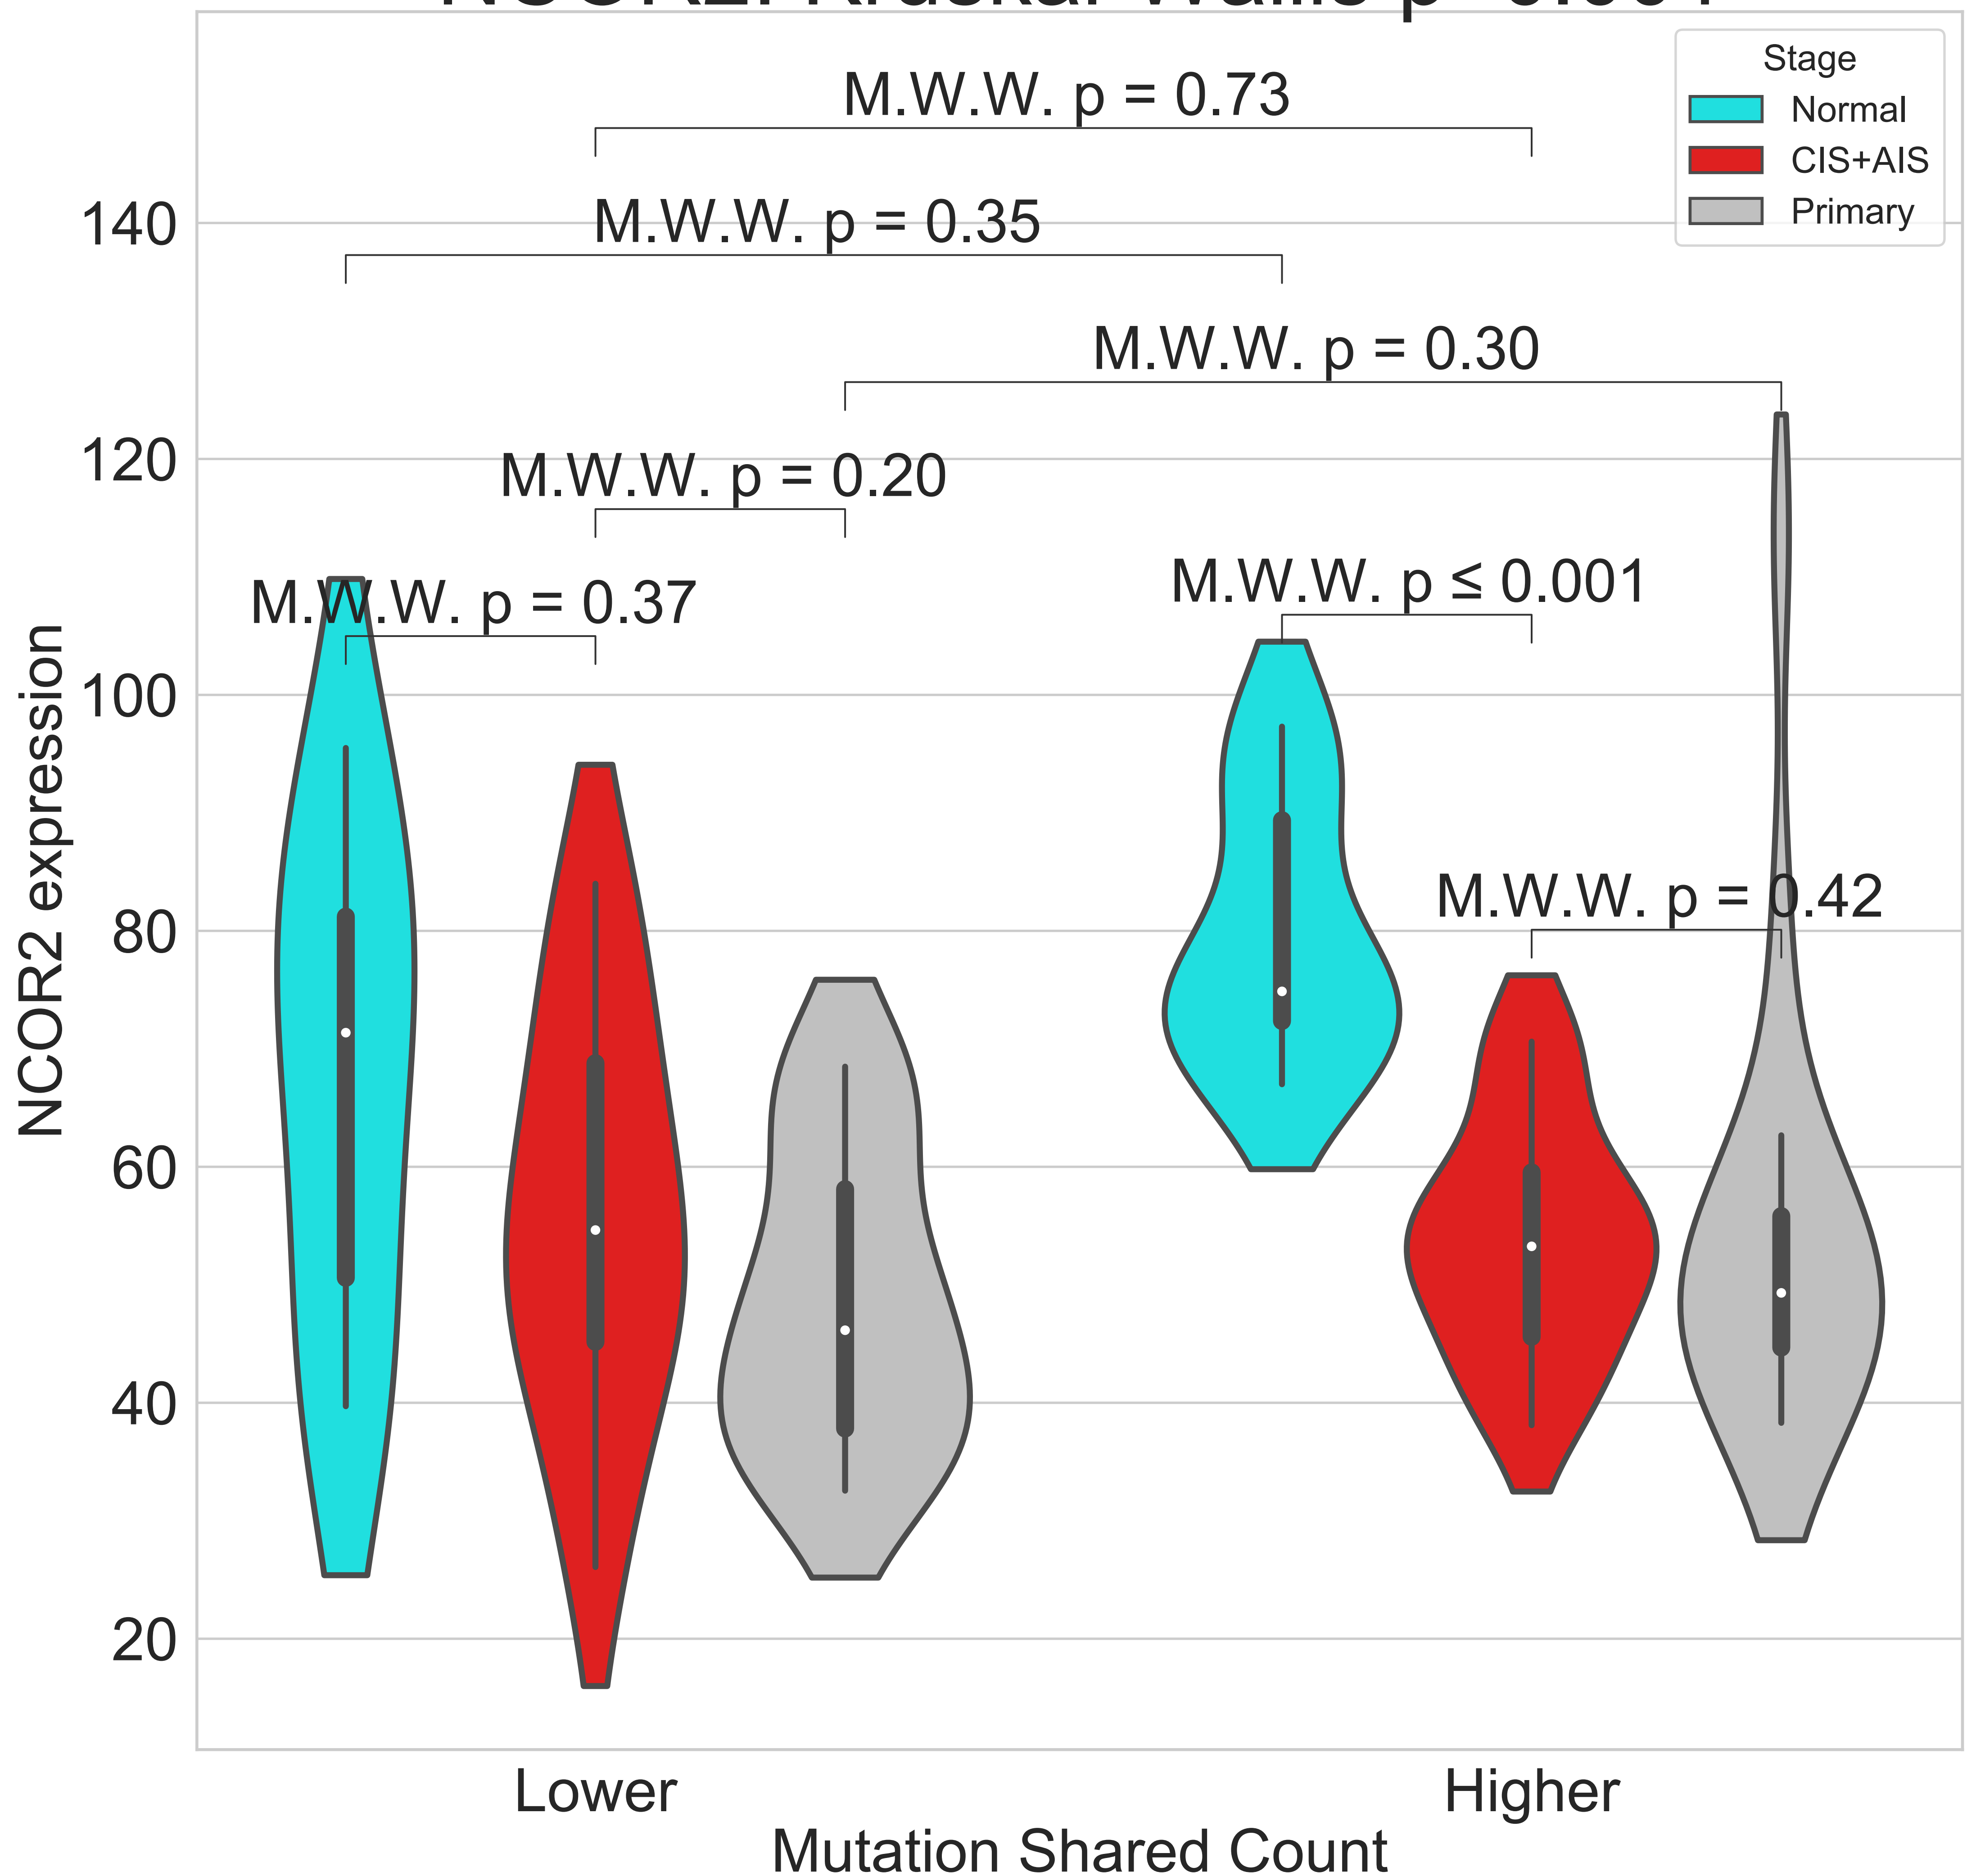 Stage
Normal
CIS+AIS
Primary
M.W.W. p = 0.73
M.W.W. p = 0.35
M.W.W. p = 0.30
M.W.W. p = 0.20
M.W.W. p = 0.37
M.W.W. p ≤ 0.001
M.W.W. p = 0.42
NCOR2 expression
140
120
100
80
60
40
20
Lower
Higher
Mutation Shared Count